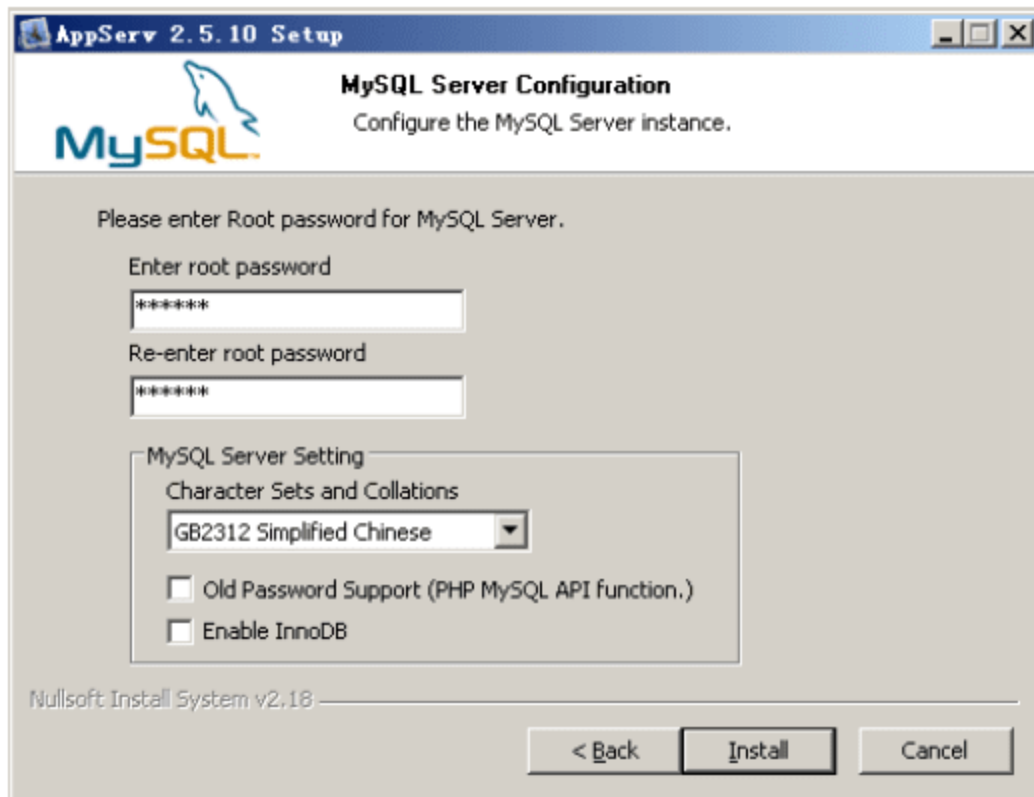 AppServ 2.5.10 Setup
MySQL
MySQL Server Configuration
Configure the MySQL Server instance.
Please enter Root password for MySQL Server.
Enter root password
******
Re-enter root password
******
MySQL Server Setting
Character Sets and Collations
GB2312 Simplified Chinese
Old Password Support (PHP MySQL API function.)
Enable InnoDB
Nullsoft Install System v2.18
< Back Install Cancel